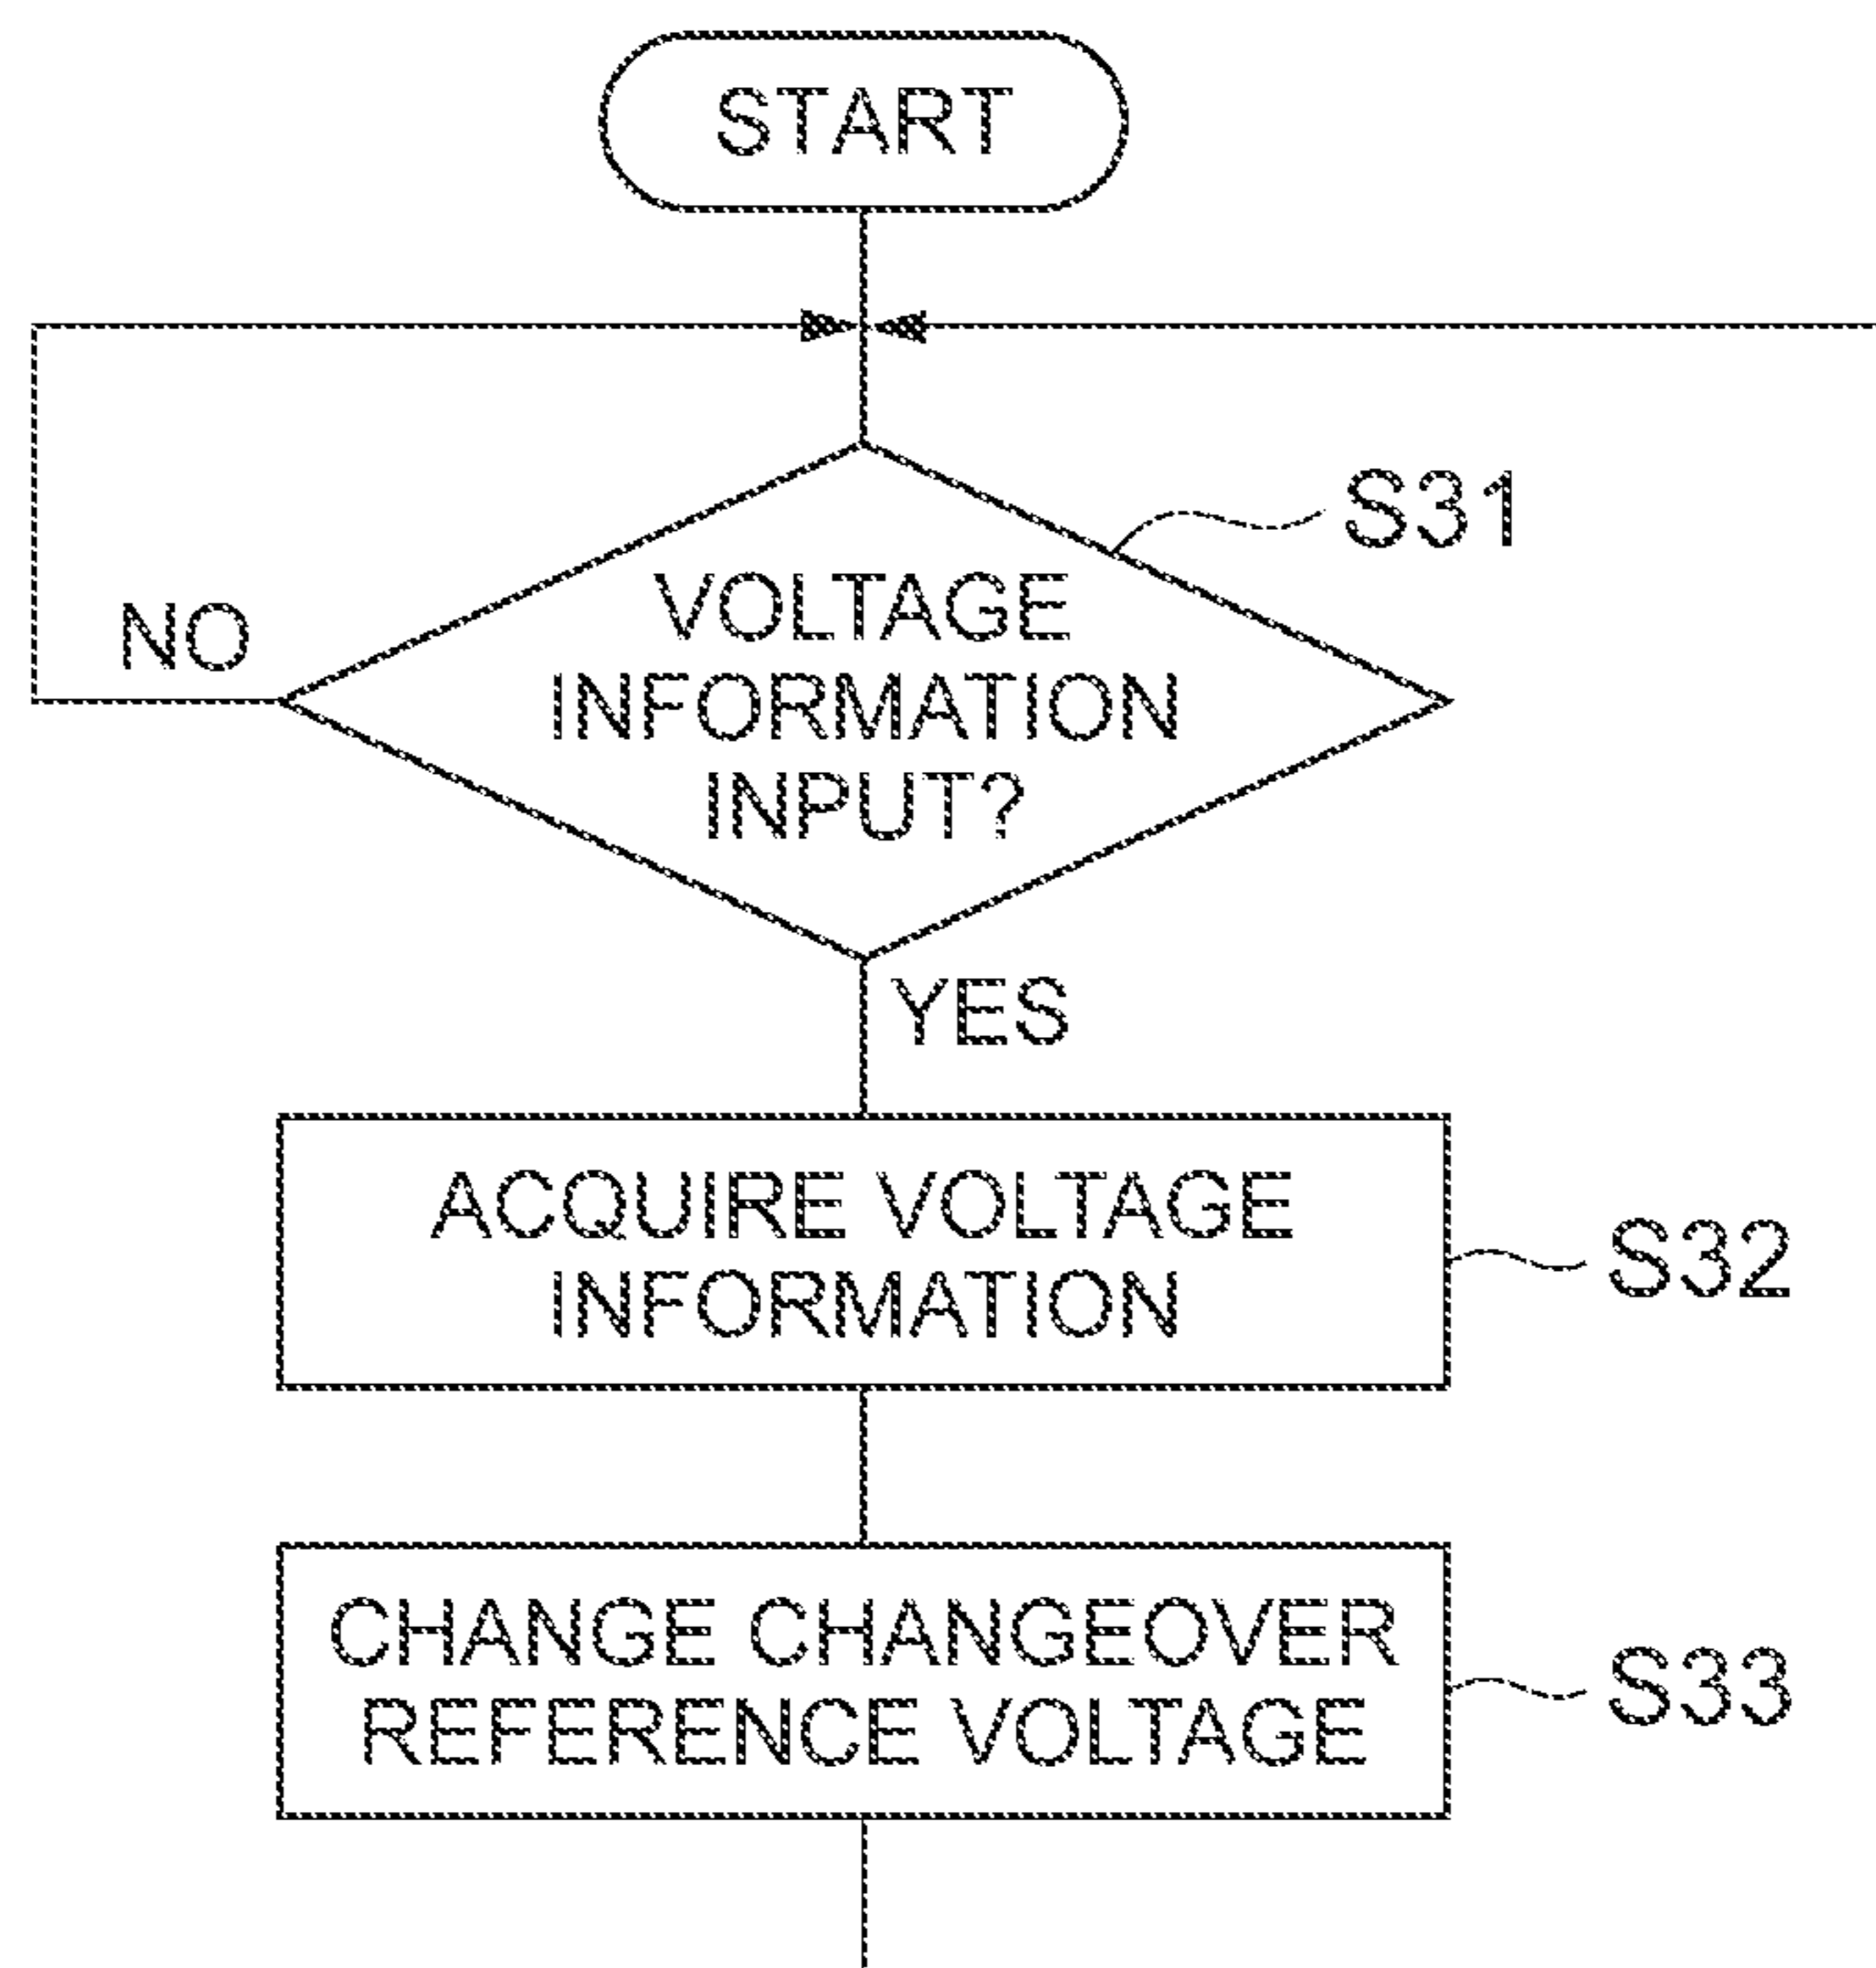 START
S31
VOLTAGE
INFORMATION
INPUT?
NO
YES
ACQUIRE VOLTAGE
INFORMATION
S32
CHANGE CHANGEOVER
REFERENCE VOLTAGE
S33